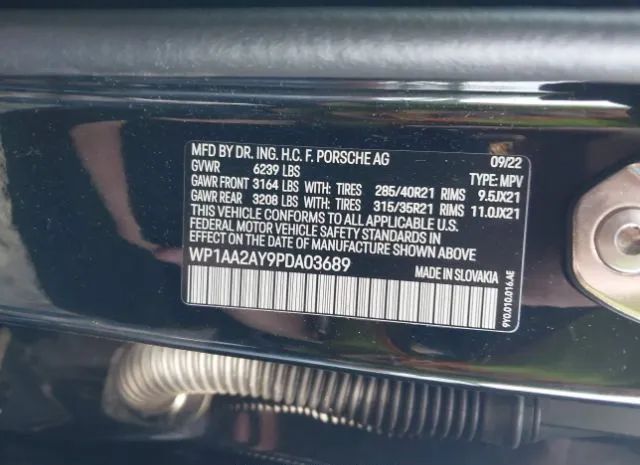 MFD BY DR. ING. H.C. F. PORSCHE AG 09/22
GVWR 6239 LBS TYPE: MPV
GAWR FRONT 3164 LBS WITH: TIRES 285/40R21 RIMS 9.5JX21
GAWR REAR 3208 LBS WITH: TIRES 315/35R21 RIMS 11.0JX21
THIS VEHICLE CONFORMS TO ALL APPLICABLE U.S.
FEDERAL MOTOR VEHICLE SAFETY STANDARDS IN
EFFECT ON THE DATE OF MANUFACTURE SHOWN ABOVE
WP1AA2AY9PDA03689 MADE IN SLOVAKIA
9Y0.010.016.AE